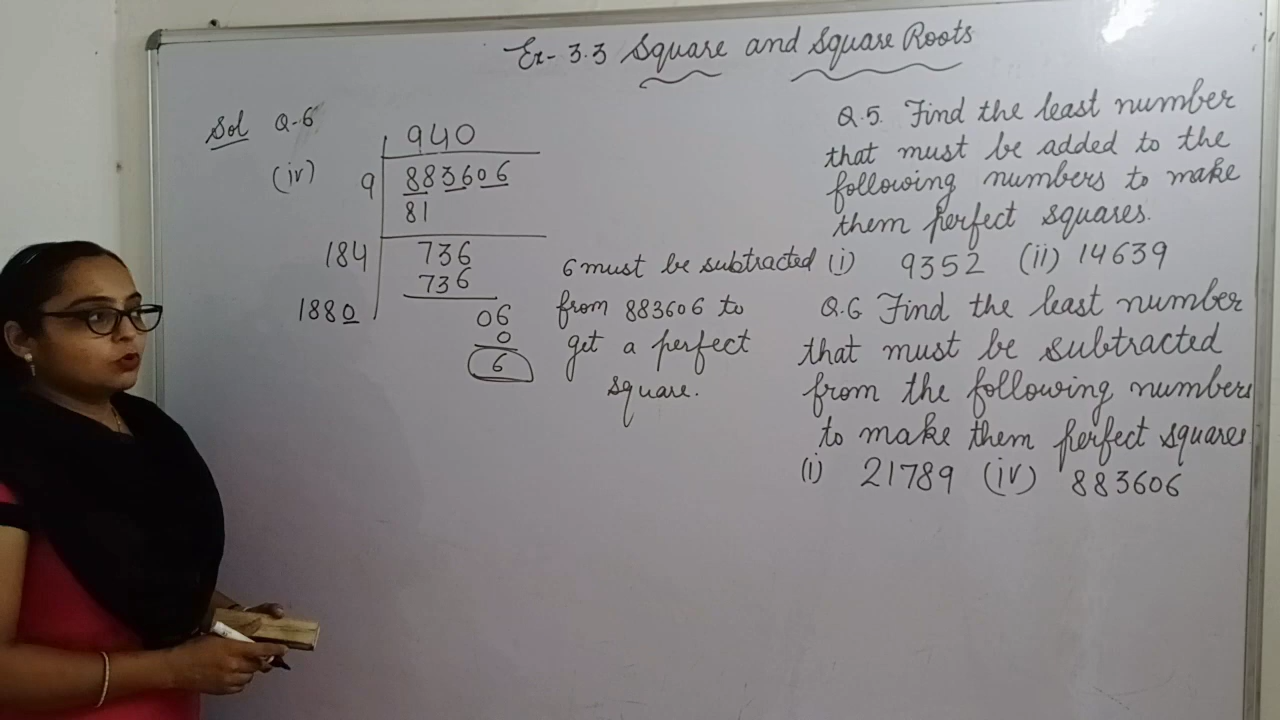 Ex- 3.3 Square and Square Roots
Sol Q-6
(iv)
940
9 883606
81
184 736
736
1880 06
0
6
6 must be subtracted
from 883606 to
get a perfect
square.
Q.5. Find the least number
that must be added to the
following numbers to make
them perfect squares.
(i) 9352 (ii) 14639
Q.6 Find the least number
that must be subtracted
from the following numbers
to make them perfect squares
(i) 21789 (iv) 883606